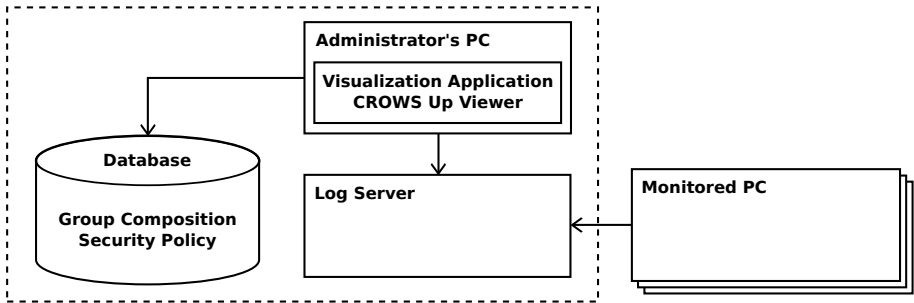 Administrator's PC
Visualization Application
CROWS Up Viewer
Database
Group Composition
Security Policy
Log Server
Monitored PC